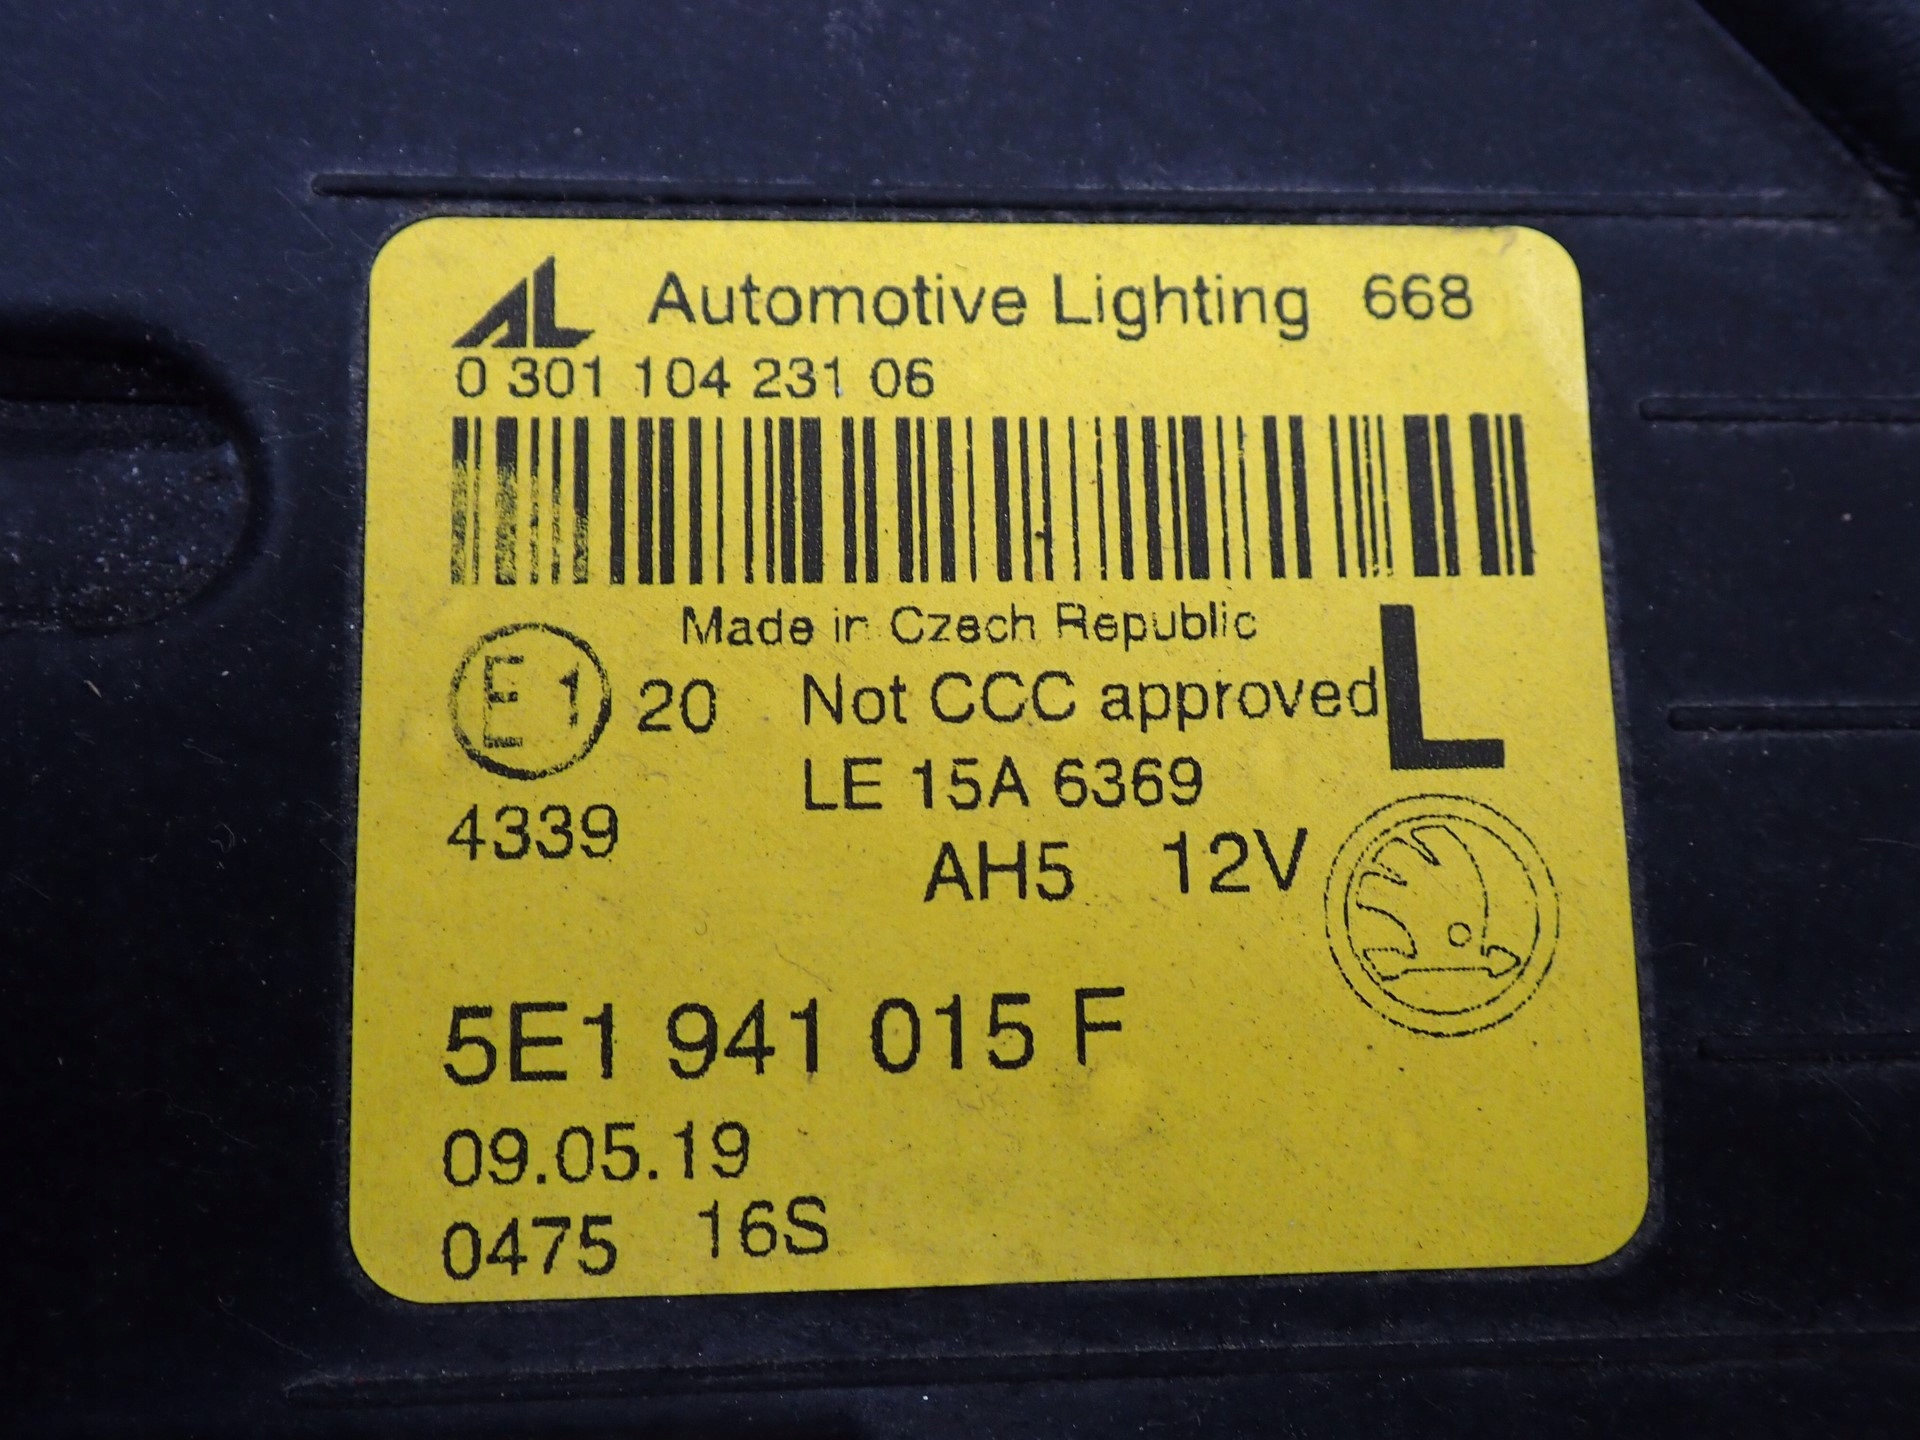 AL Automotive Lighting 668
0 301 104 231 06
Made in Czech Republic
E1 20 Not CCC approved L
LE 15A 6369
4339
AH5 12V
5E1 941 015 F
09.05.19
0475 16S